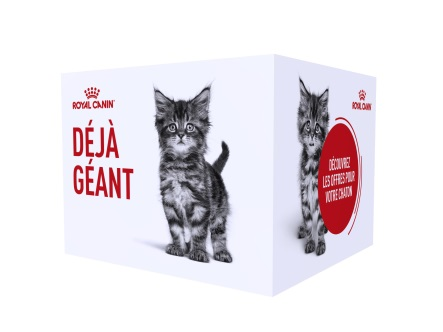 ROYAL CANIN
DÉJÀ
GÉANT
ROYAL CANIN
DÉCOUVREZ
LES OFFRES POUR
VOTRE CHATON